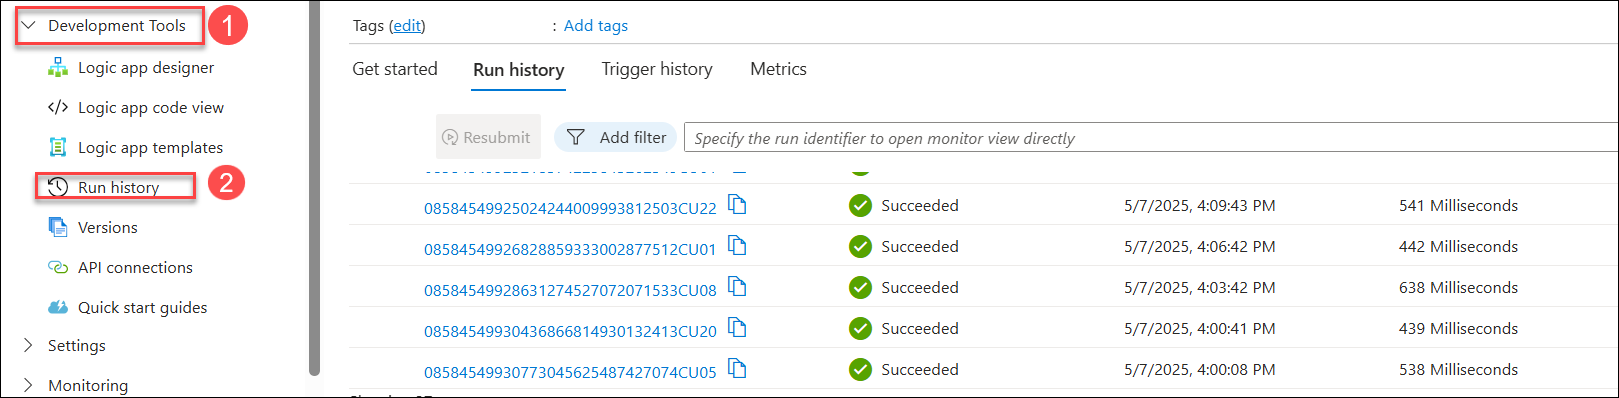 Development Tools
1
Logic app designer
Logic app code view
Logic app templates
Run history
2
Versions
API connections
Quick start guides
Settings
Monitoring
Tags (edit) : Add tags
Get started Run history Trigger history Metrics
Resubmit Add filter Specify the run identifier to open monitor view directly
08584549925024244009993812503CU22 Succeeded 5/7/2025, 4:09:43 PM 541 Milliseconds
08584549926828859333002877512CU01 Succeeded 5/7/2025, 4:06:42 PM 442 Milliseconds
08584549928631274527072071533CU08 Succeeded 5/7/2025, 4:03:42 PM 638 Milliseconds
08584549930436866814930132413CU20 Succeeded 5/7/2025, 4:00:41 PM 439 Milliseconds
08584549930773045625487427074CU05 Succeeded 5/7/2025, 4:00:08 PM 538 Milliseconds